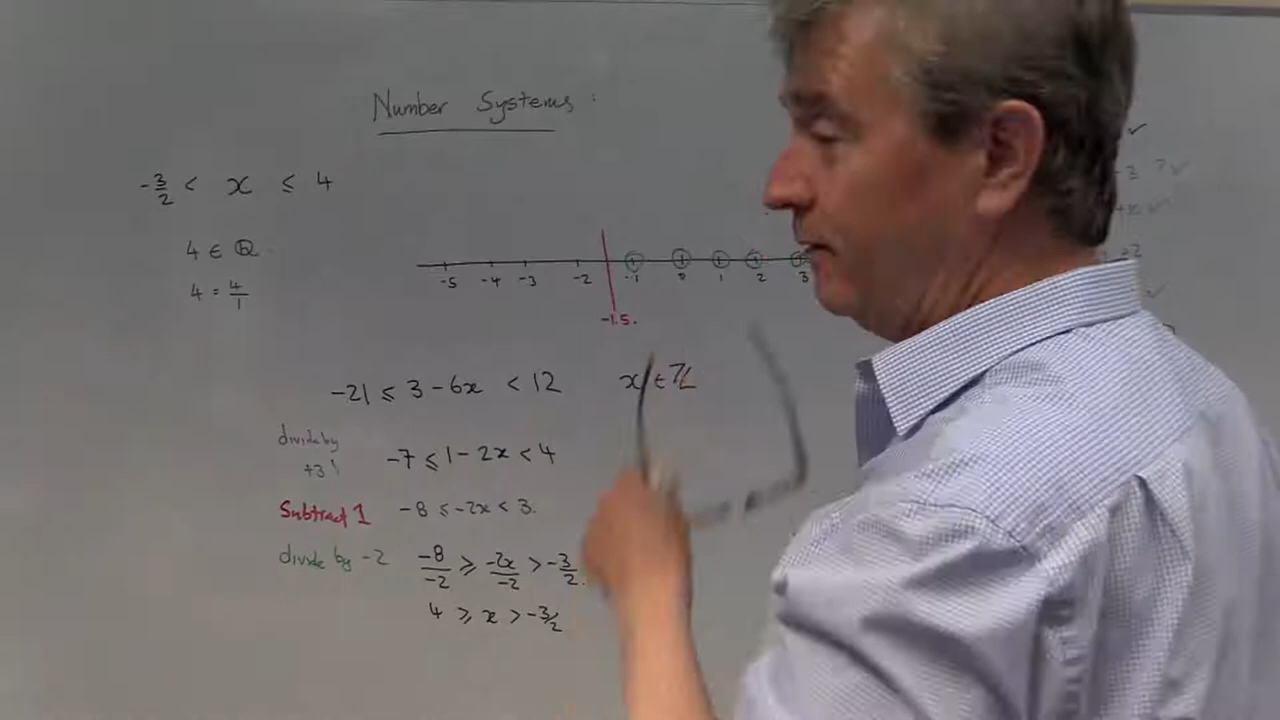 Number Systems :
-3/2 < x ≤ 4
4 ∈ ℚ
4 = 4/1
-5 -4 -3 -2 -1 0 1 2 3
-1.5.
-21 ≤ 3 - 6x < 12 x ∈ ℤ
divide by
+3!
-7 ≤ 1 - 2x < 4
Subtract 1 -8 ≤ -2x < 3.
divide by -2 -8/-2 ≥ -2x/-2 > -3/2.
4 ≥ x > -3/2